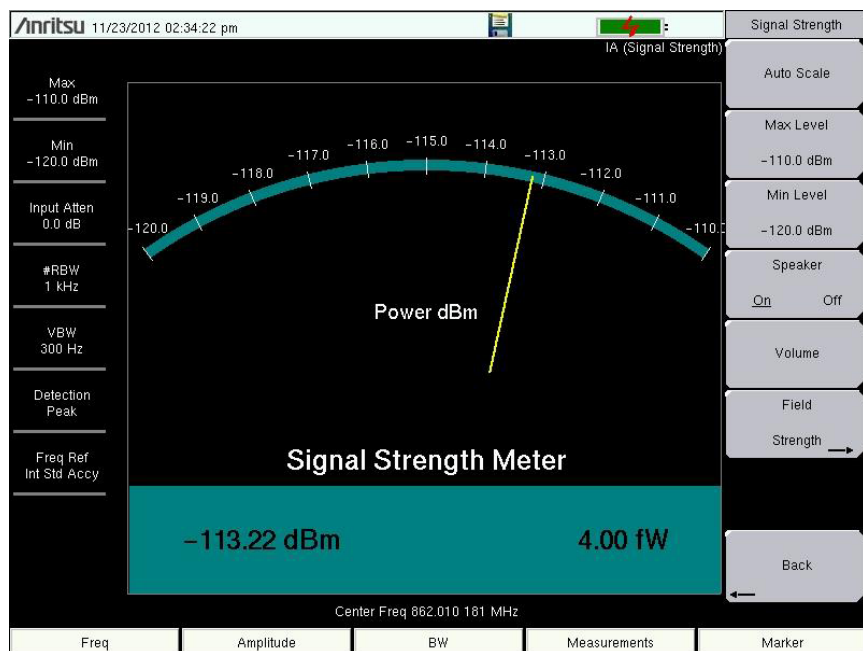 Anritsu 11/23/2012 02:34:22 pm
IA (Signal Strength)
Max
-110.0 dBm
Min
-120.0 dBm
Input Atten
0.0 dB
#RBW
1 kHz
VBW
300 Hz
Detection
Peak
Freq Ref
Int Std Accy
-120.0
-119.0
-118.0
-117.0
-116.0
-115.0
-114.0
-113.0
-112.0
-111.0
-110.
Power dBm
Signal Strength Meter
-113.22 dBm 4.00 fW
Center Freq 862.010 181 MHz
Signal Strength
Auto Scale
Max Level
-110.0 dBm
Min Level
-120.0 dBm
Speaker
On Off
Volume
Field
Strength
Back
Freq Amplitude BW Measurements Marker